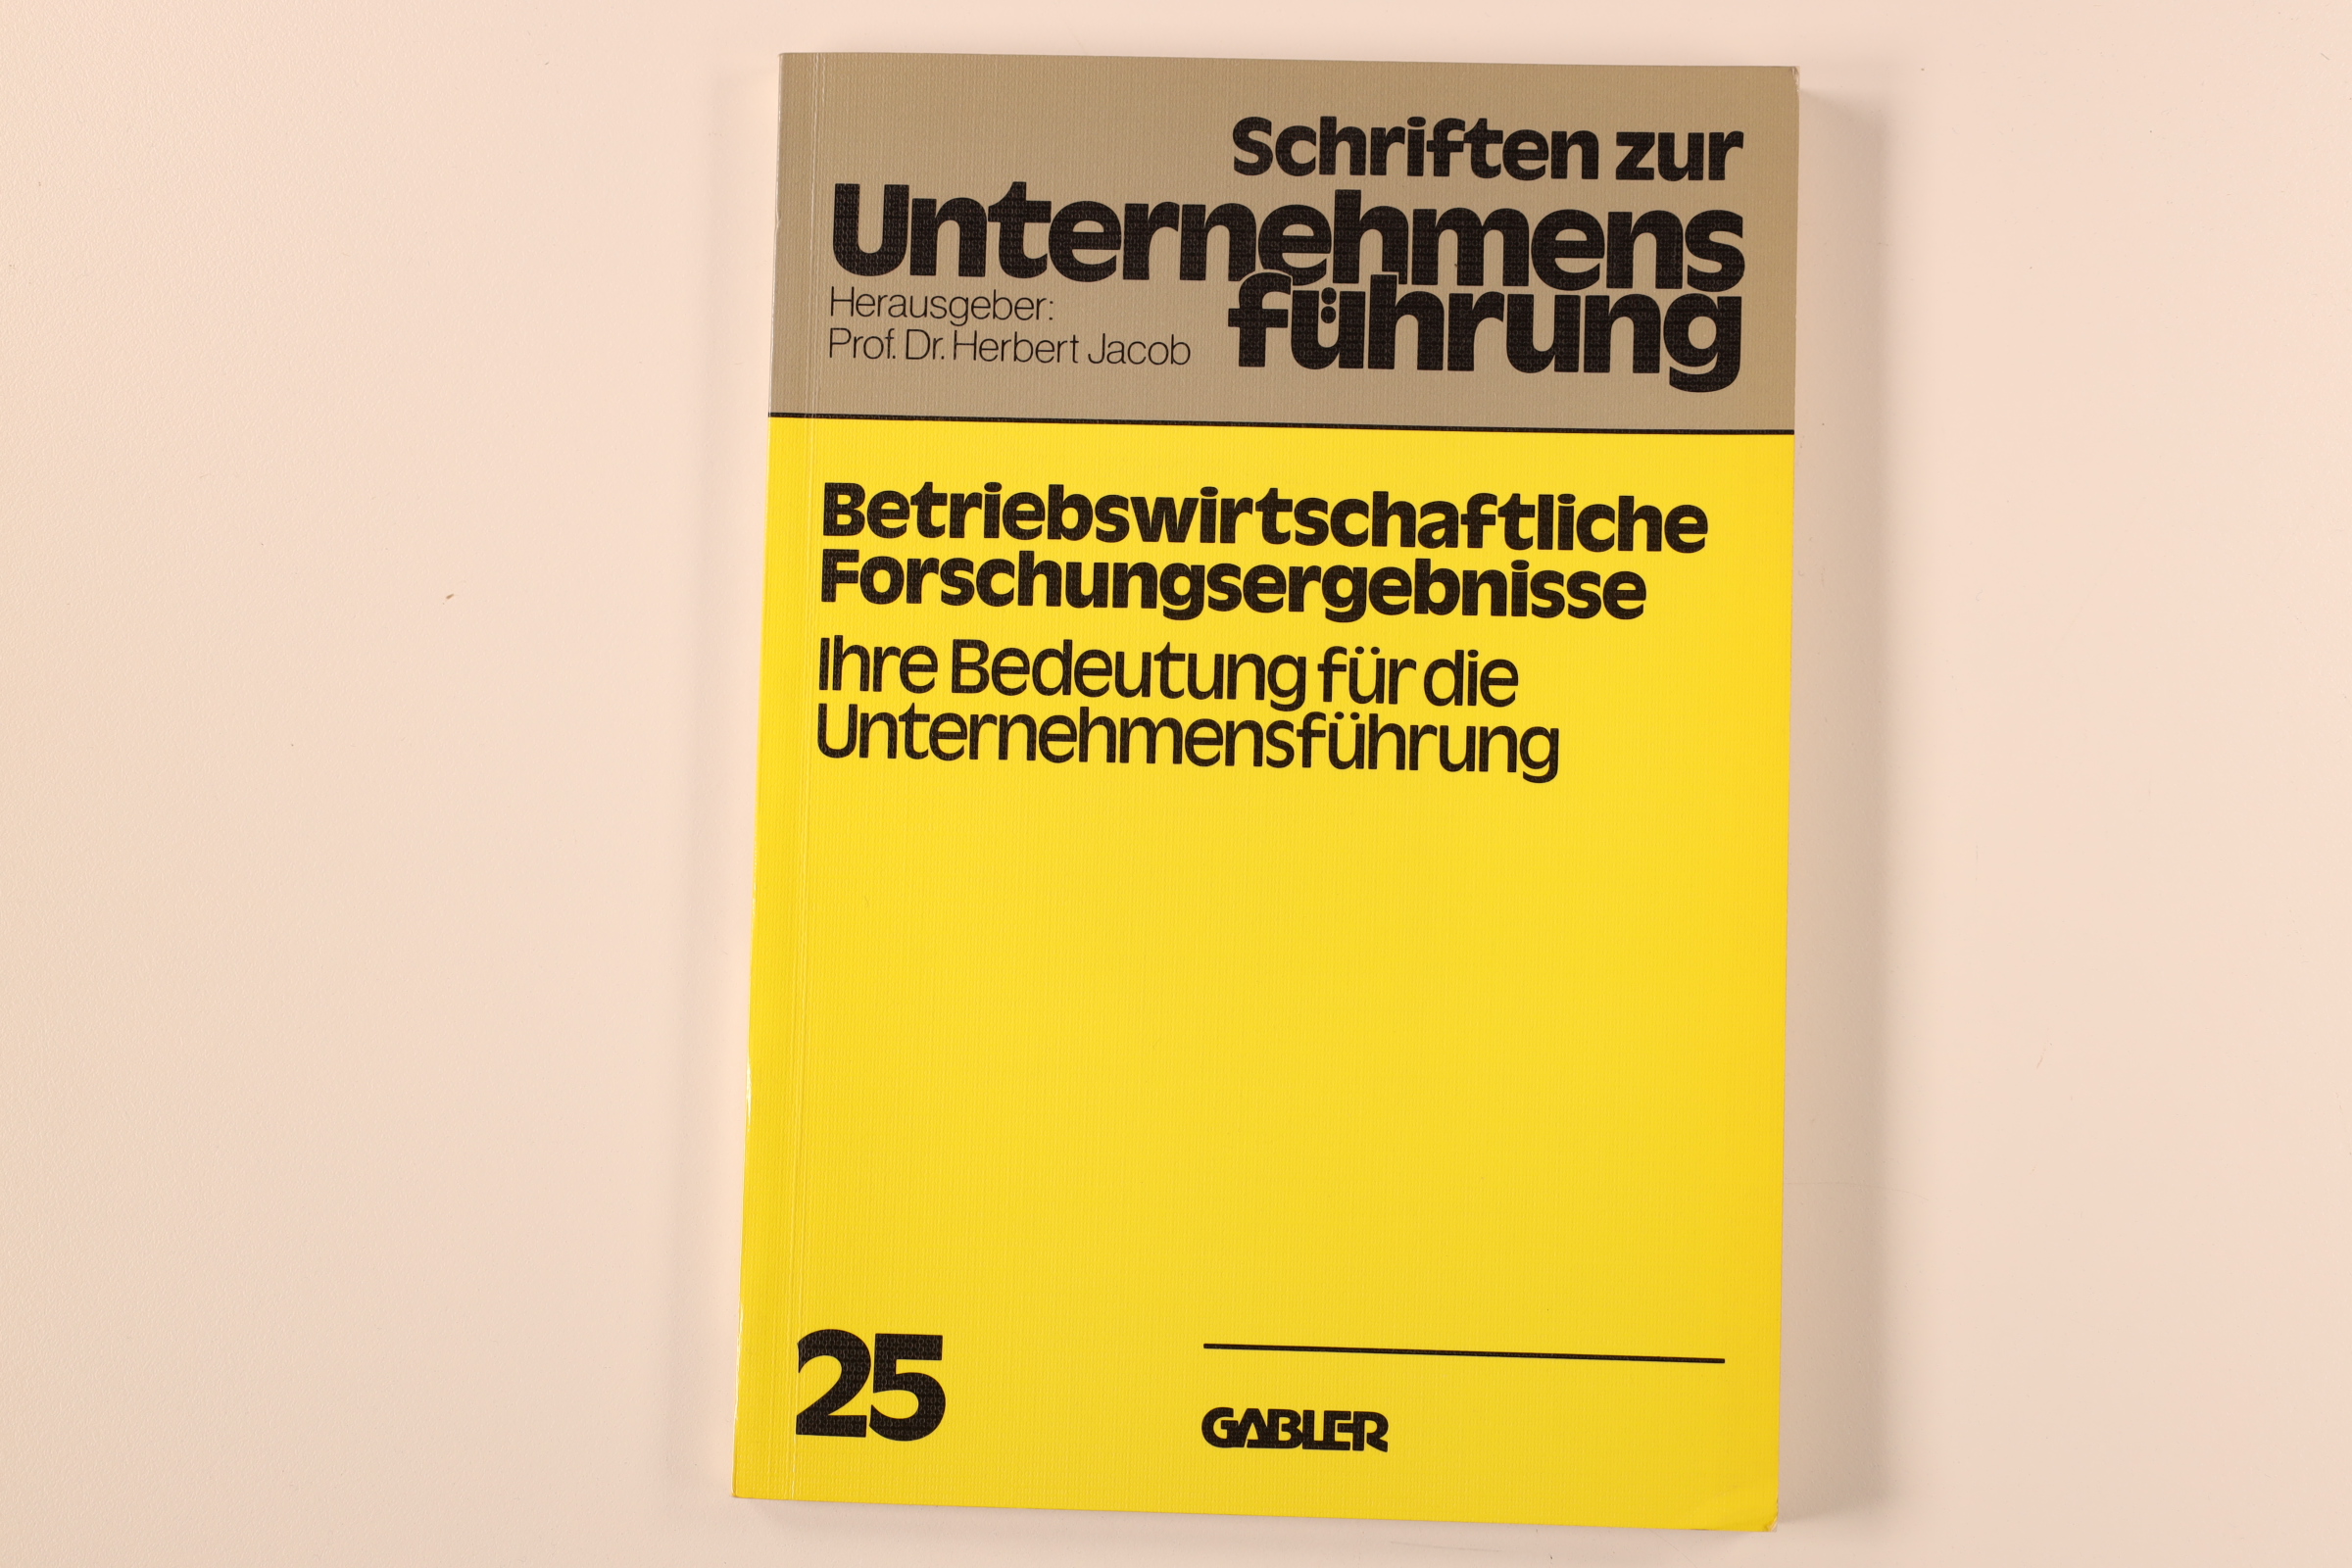 Schriften zur
Unternehmens
führung
Herausgeber:
Prof. Dr. Herbert Jacob
Betriebswirtschaftliche
Forschungsergebnisse
Ihre Bedeutung für die
Unternehmensführung
25
GABLER